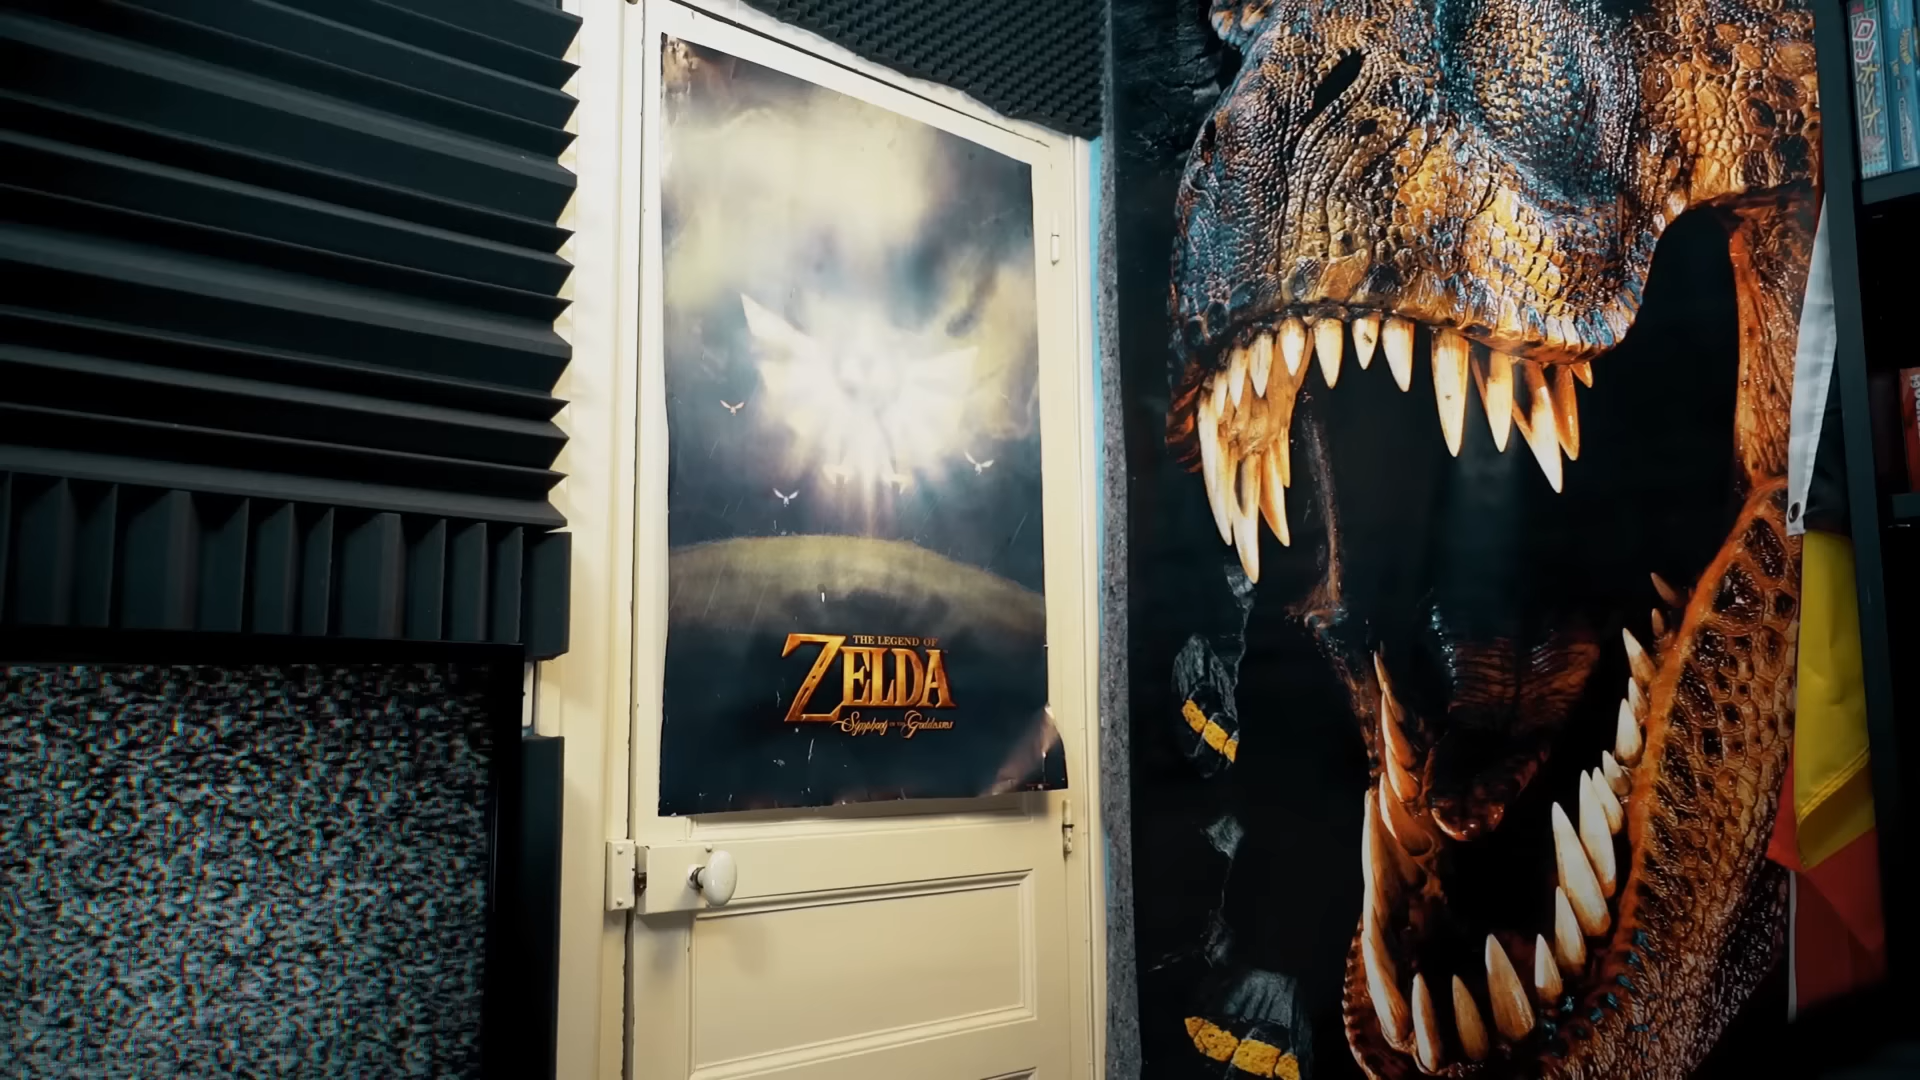 THE LEGEND OF
ZELDA
Symphony OF THE Goddesses